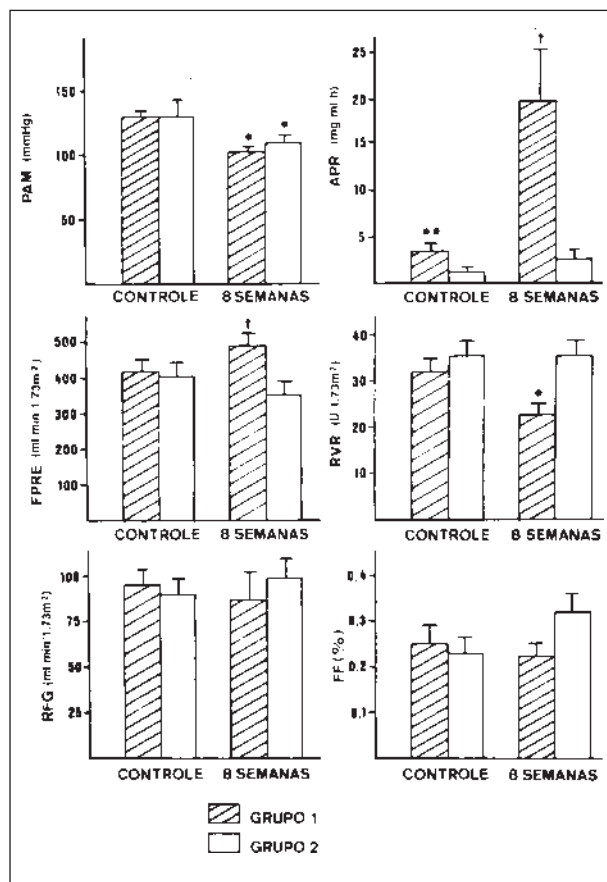 PAM (mmHg)
150
100
50
* *
CONTROLE 8 SEMANAS
APR (mg ml h)
25
20
15
10
5
** †
CONTROLE 8 SEMANAS
FPRE (ml min 1.73m²)
500
400
300
200
100
†
CONTROLE 8 SEMANAS
RVR (U 1.73m²)
40
30
20
10
*
CONTROLE 8 SEMANAS
RFG (ml min 1.73m²)
100
75
50
25
CONTROLE 8 SEMANAS
FF (%)
0.4
0.3
0.2
0.1
CONTROLE 8 SEMANAS
GRUPO 1
GRUPO 2